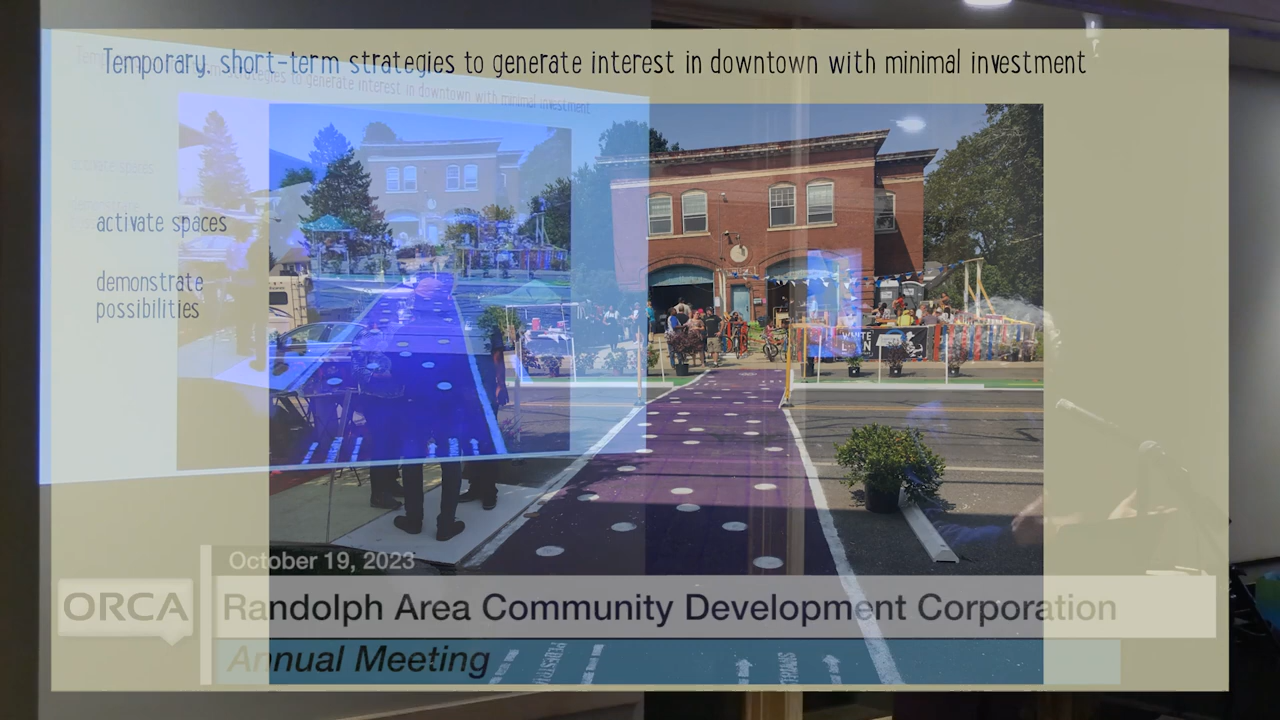 Temporary, short-term strategies to generate interest in downtown with minimal investment
activate spaces
demonstrate
possibilities
October 19, 2023
ORCA
Randolph Area Community Development Corporation
Annual Meeting